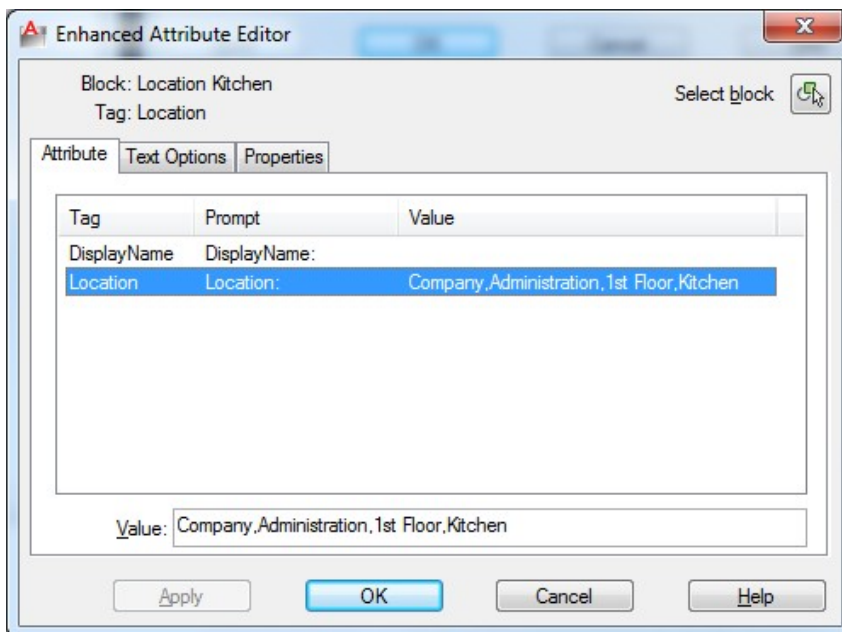 Enhanced Attribute Editor
Block: Location Kitchen
Tag: Location
Select block
Attribute Text Options Properties
Tag Prompt Value
DisplayName DisplayName:
Location Location: Company,Administration,1st Floor,Kitchen
Value: Company,Administration,1st Floor,Kitchen
Apply OK Cancel Help